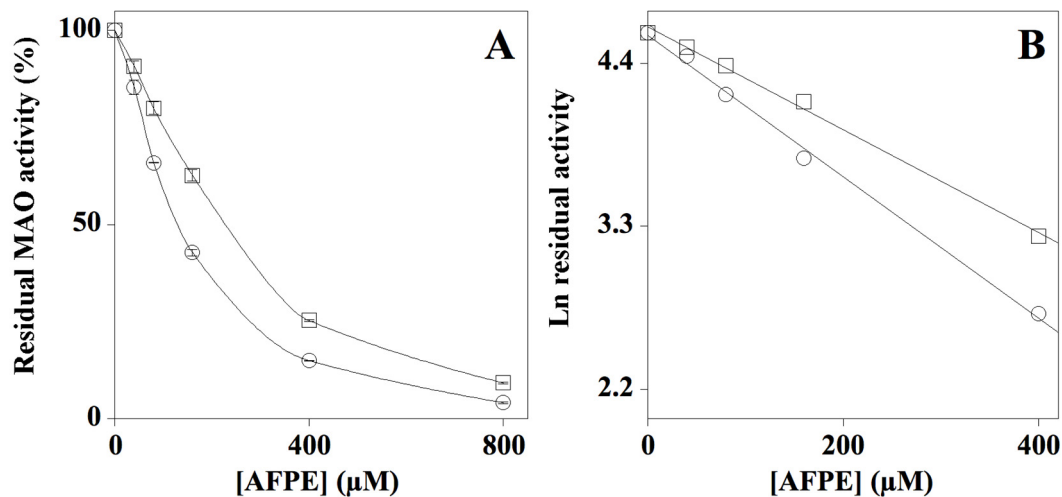 A
100
50
0
Residual MAO activity (%)
0
400
800
[AFPE] (µM)
B
4.4
3.3
2.2
Ln residual activity
0
200
400
[AFPE] (µM)